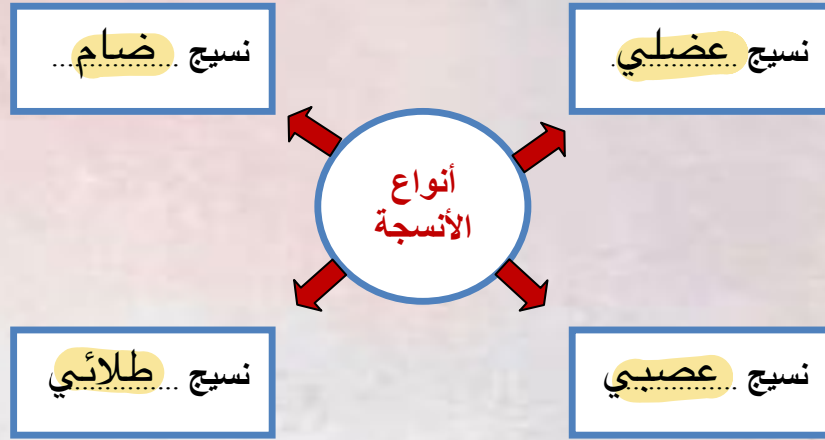 نسيج عضلي
نسيج ضام
أنواع
الأنسجة
نسيج عصبي
نسيج طلائي